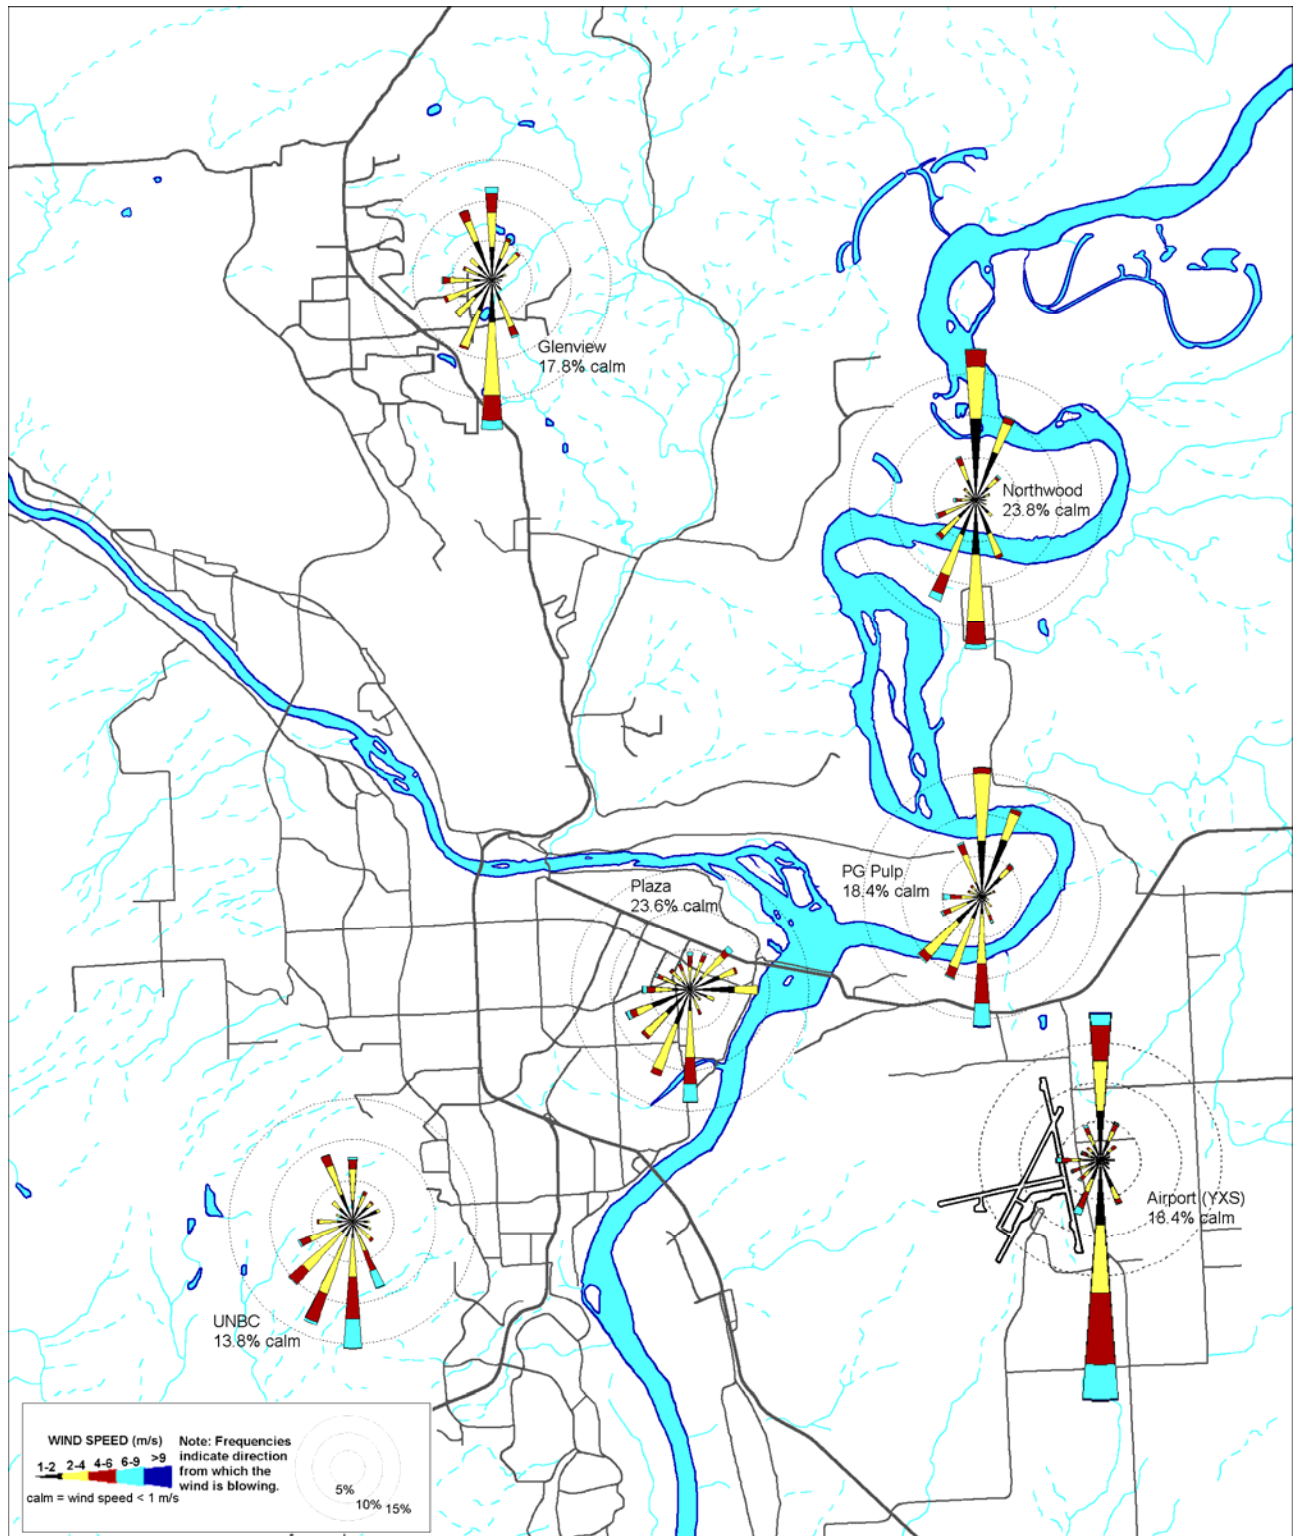 Glenview
17.8% calm
Northwood
23.8% calm
PG Pulp
18.4% calm
Plaza
23.6% calm
Airport (YXS)
18.4% calm
UNBC
13.8% calm
WIND SPEED (m/s)
1-2 2-4 4-6 6-9 >9
calm = wind speed < 1 m/s
Note: Frequencies
indicate direction
from which the
wind is blowing.
5%
10%
15%